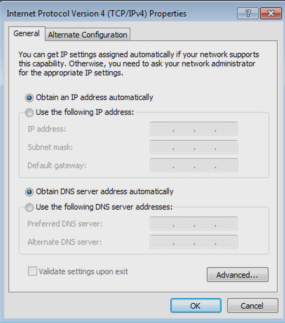 Internet Protocol Version 4 (TCP/IPv4) Properties
General
Alternate Configuration
You can get IP settings assigned automatically if your network supports
this capability. Otherwise, you need to ask your network administrator
for the appropriate IP settings.
Obtain an IP address automatically
Use the following IP address:
IP address:
Subnet mask:
Default gateway:
Obtain DNS server address automatically
Use the following DNS server addresses:
Preferred DNS server:
Alternate DNS server:
Validate settings upon exit
Advanced...
OK
Cancel